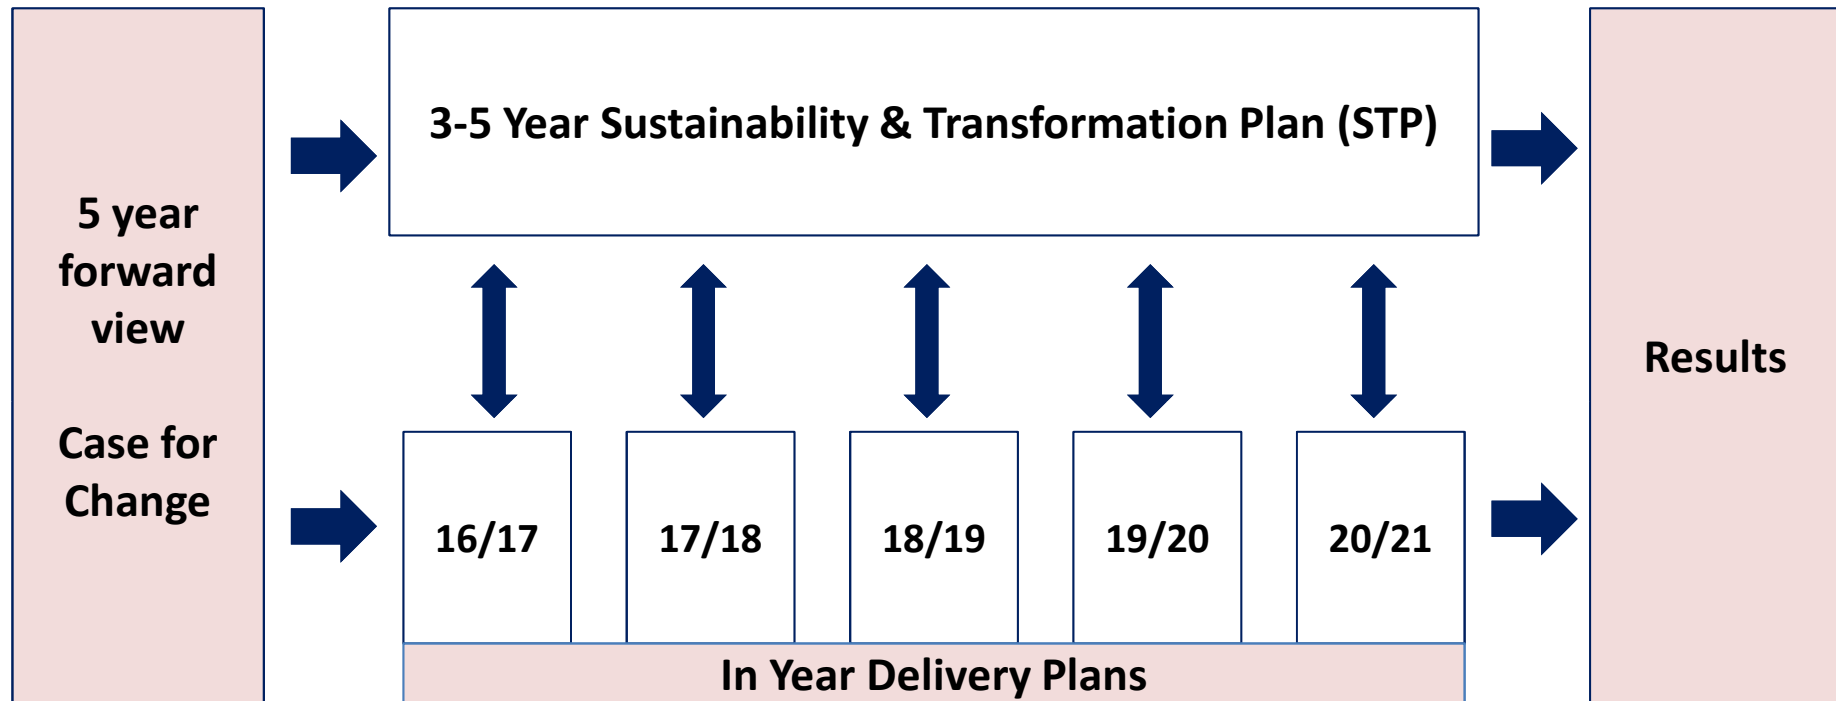 5 year
forward
view
Case for
Change
3-5 Year Sustainability & Transformation Plan (STP)
16/17
17/18
18/19
19/20
20/21
In Year Delivery Plans
Results